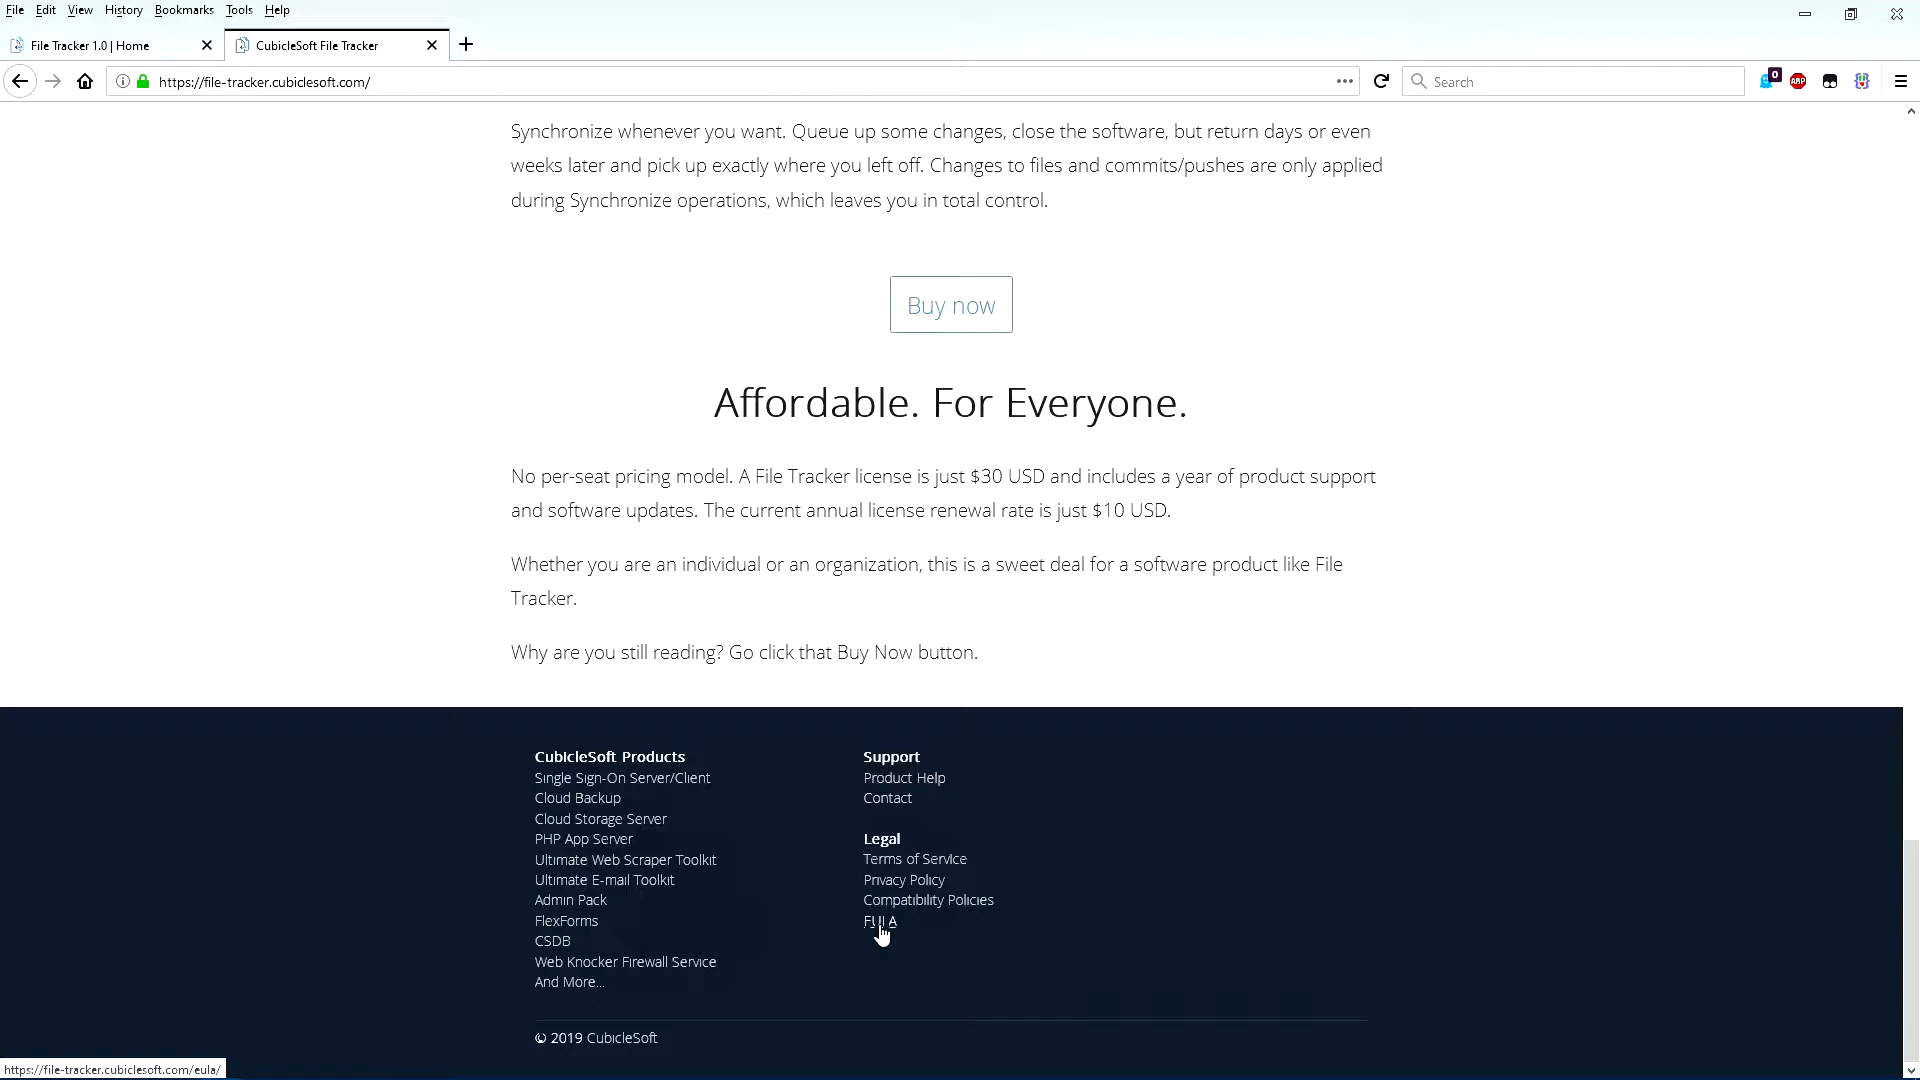 File Edit View History Bookmarks Tools Help
File Tracker 1.0 | Home
CubicleSoft File Tracker
https://file-tracker.cubiclesoft.com/
Search
0
ABP
Synchronize whenever you want. Queue up some changes, close the software, but return days or even
weeks later and pick up exactly where you left off. Changes to files and commits/pushes are only applied
during Synchronize operations, which leaves you in total control.
Buy now
Affordable. For Everyone.
No per-seat pricing model. A File Tracker license is just $30 USD and includes a year of product support
and software updates. The current annual license renewal rate is just $10 USD.
Whether you are an individual or an organization, this is a sweet deal for a software product like File
Tracker.
Why are you still reading? Go click that Buy Now button.
CubicleSoft Products
Single Sign-On Server/Client
Cloud Backup
Cloud Storage Server
PHP App Server
Ultimate Web Scraper Toolkit
Ultimate E-mail Toolkit
Admin Pack
FlexForms
CSDB
Web Knocker Firewall Service
And More...
Support
Product Help
Contact
Legal
Terms of Service
Privacy Policy
Compatibility Policies
EULA
© 2019 CubicleSoft
https://file-tracker.cubiclesoft.com/eula/